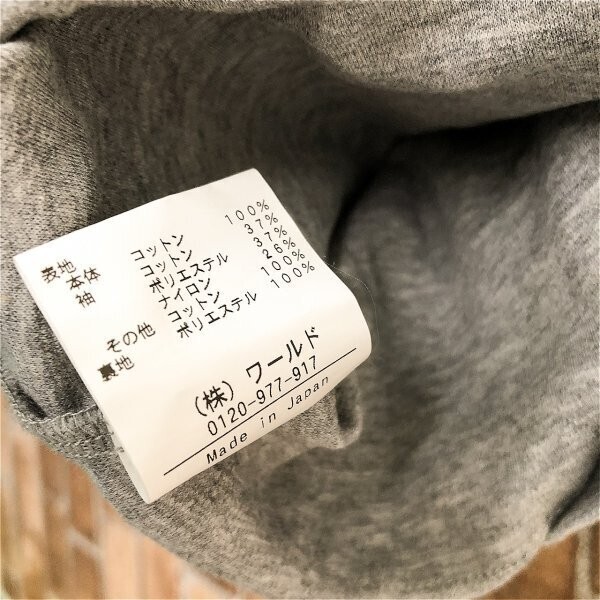 表地
本体 コットン 100%
袖 コットン 37%
ポリエステル 37%
ナイロン 26%
その他 コットン 100%
裏地 ポリエステル 100%
(株) ワールド
0120-977-917
Made in Japan